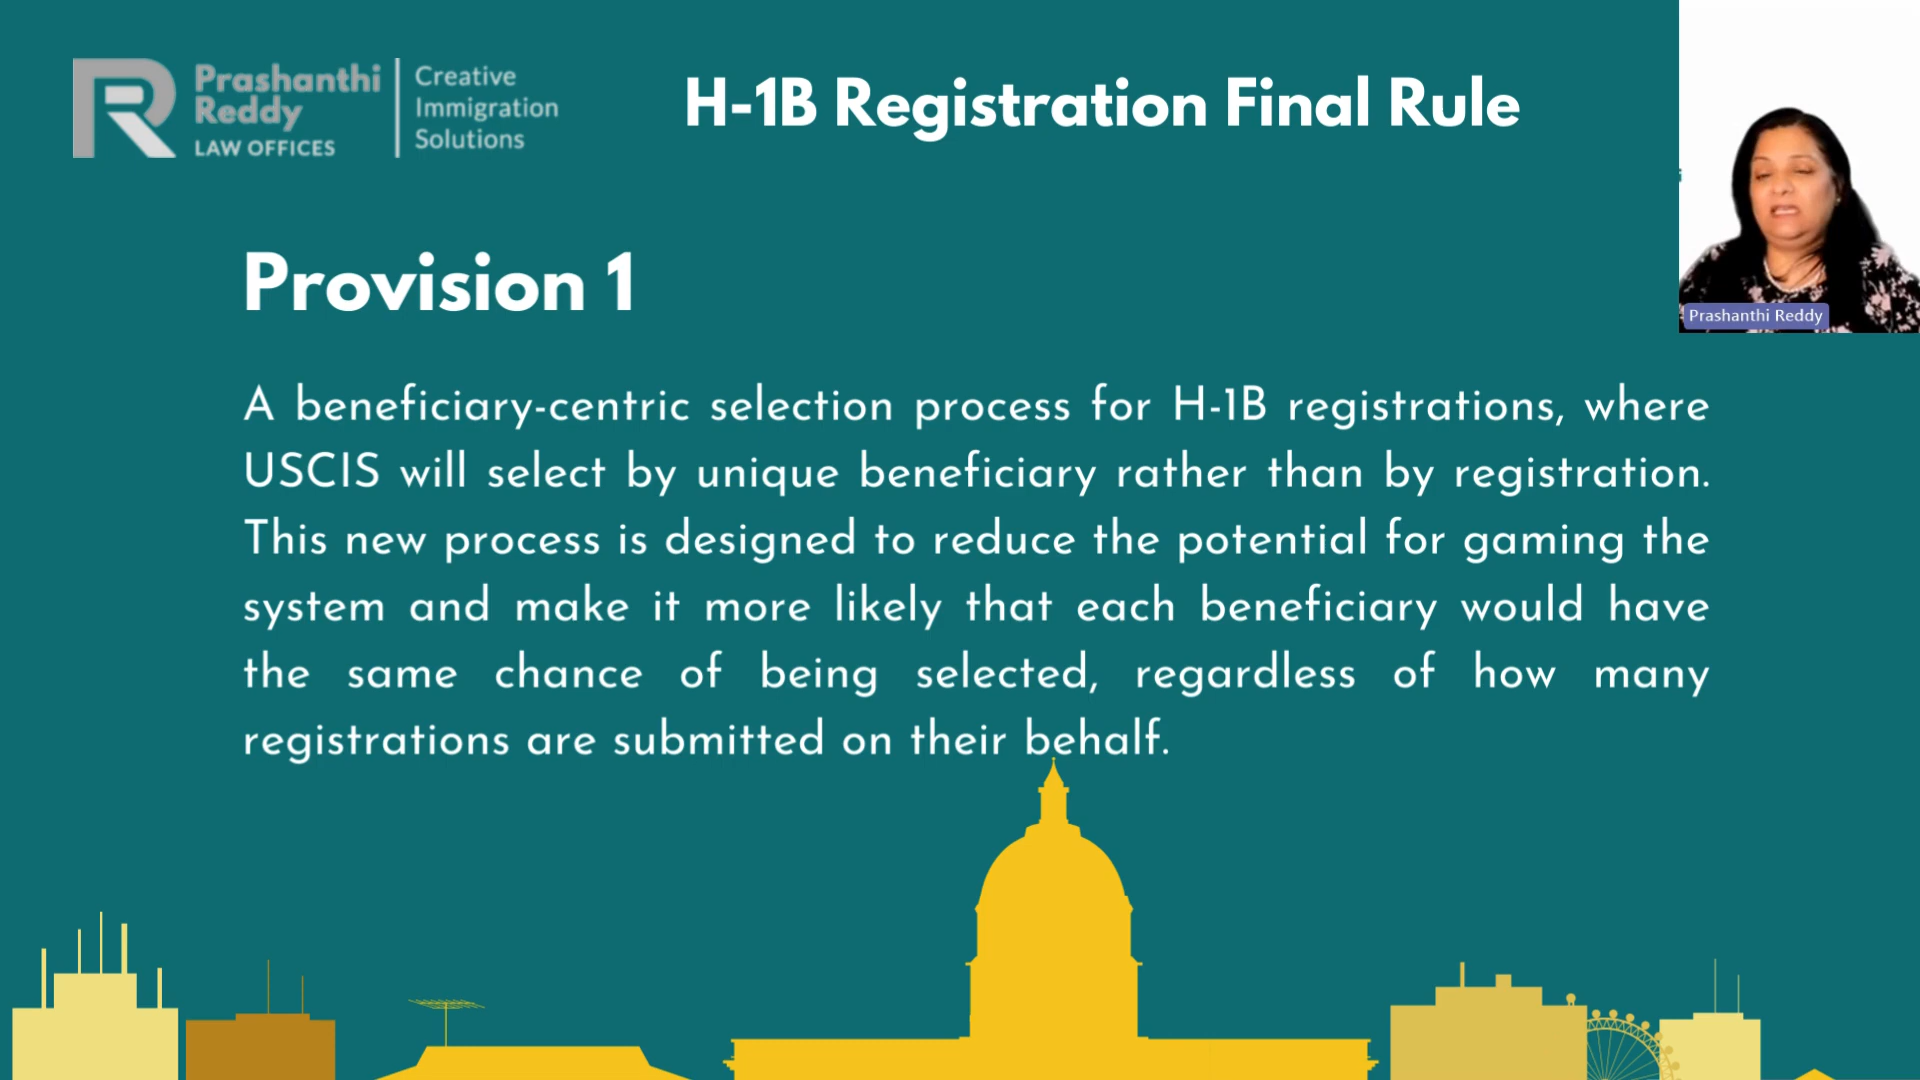 Prashanthi
Reddy
LAW OFFICES
Creative
Immigration
Solutions
H-1B Registration Final Rule
Prashanthi Reddy
Provision 1
A beneficiary-centric selection process for H-1B registrations, where
USCIS will select by unique beneficiary rather than by registration.
This new process is designed to reduce the potential for gaming the
system and make it more likely that each beneficiary would have
the same chance of being selected, regardless of how many
registrations are submitted on their behalf.